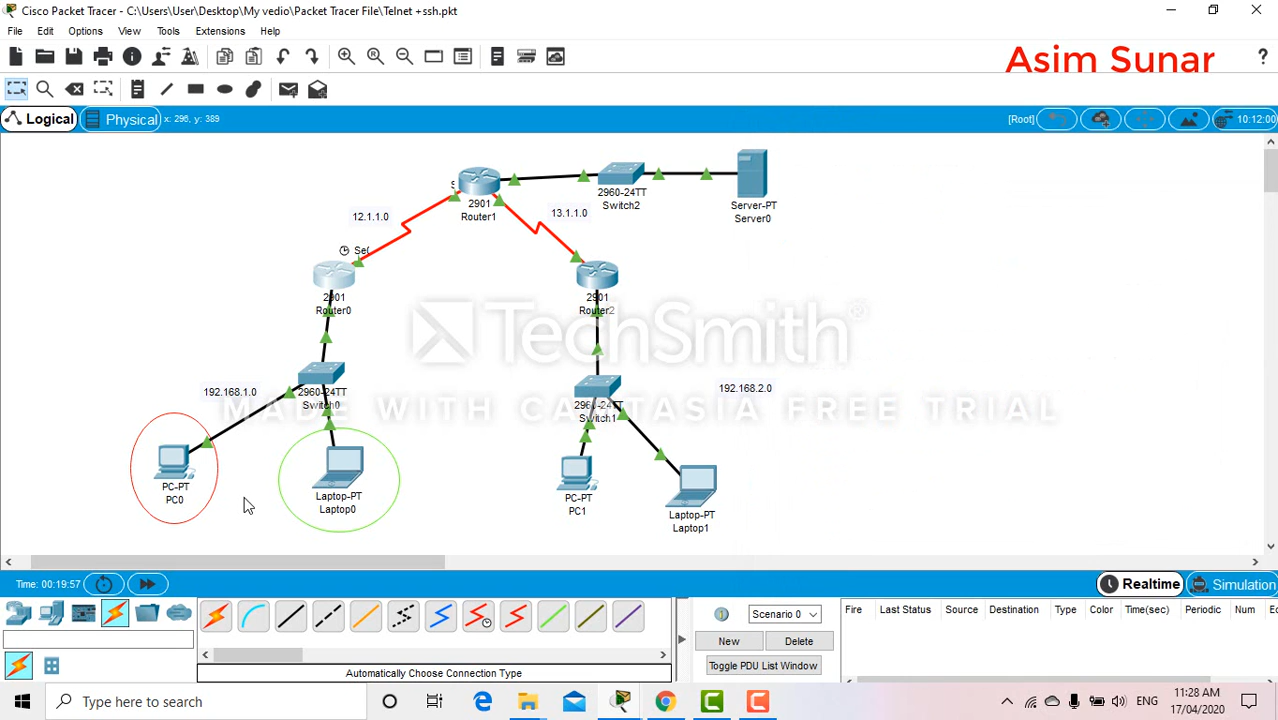 Cisco Packet Tracer - C:\Users\User\Desktop\My vedio\Packet Tracer File\Telnet +ssh.pkt
File Edit Options View Tools Extensions Help
Asim Sunar
?
Logical Physical x: 296, y: 389 [Root] 10:12:00
2960-24TT
Switch2
Server-PT
Server0
2901
Router1
12.1.1.0
13.1.1.0
Se(
2901
Router0
2901
Router2
TechSmith®
MADE WITH CAMTASIA FREE TRIAL
192.168.1.0
2960-24TT
Switch0
2960-24TT
Switch1
192.168.2.0
PC-PT
PC0
Laptop-PT
Laptop0
PC-PT
PC1
Laptop-PT
Laptop1
Time: 00:19:57 Realtime Simulation
Scenario 0
New Delete
Toggle PDU List Window
Fire Last Status Source Destination Type Color Time(sec) Periodic Num
Automatically Choose Connection Type
Type here to search
ENG
11:28 AM
17/04/2020